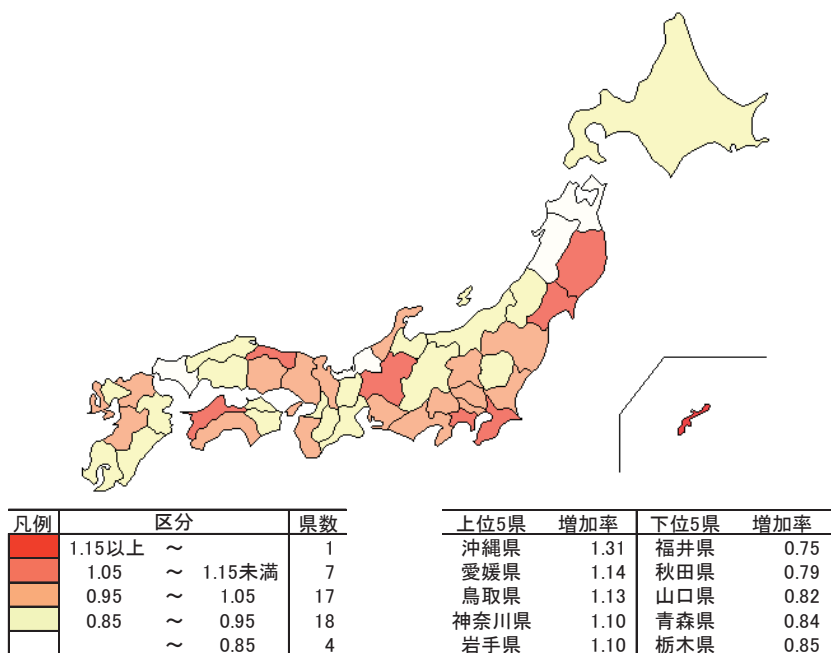 凡例 区分 県数
1.15以上 ～ 1
1.05 ～ 1.15未満 7
0.95 ～ 1.05 17
0.85 ～ 0.95 18
～ 0.85 4
上位5県 増加率 下位5県 増加率
沖縄県 1.31 福井県 0.75
愛媛県 1.14 秋田県 0.79
鳥取県 1.13 山口県 0.82
神奈川県 1.10 青森県 0.84
岩手県 1.10 栃木県 0.85